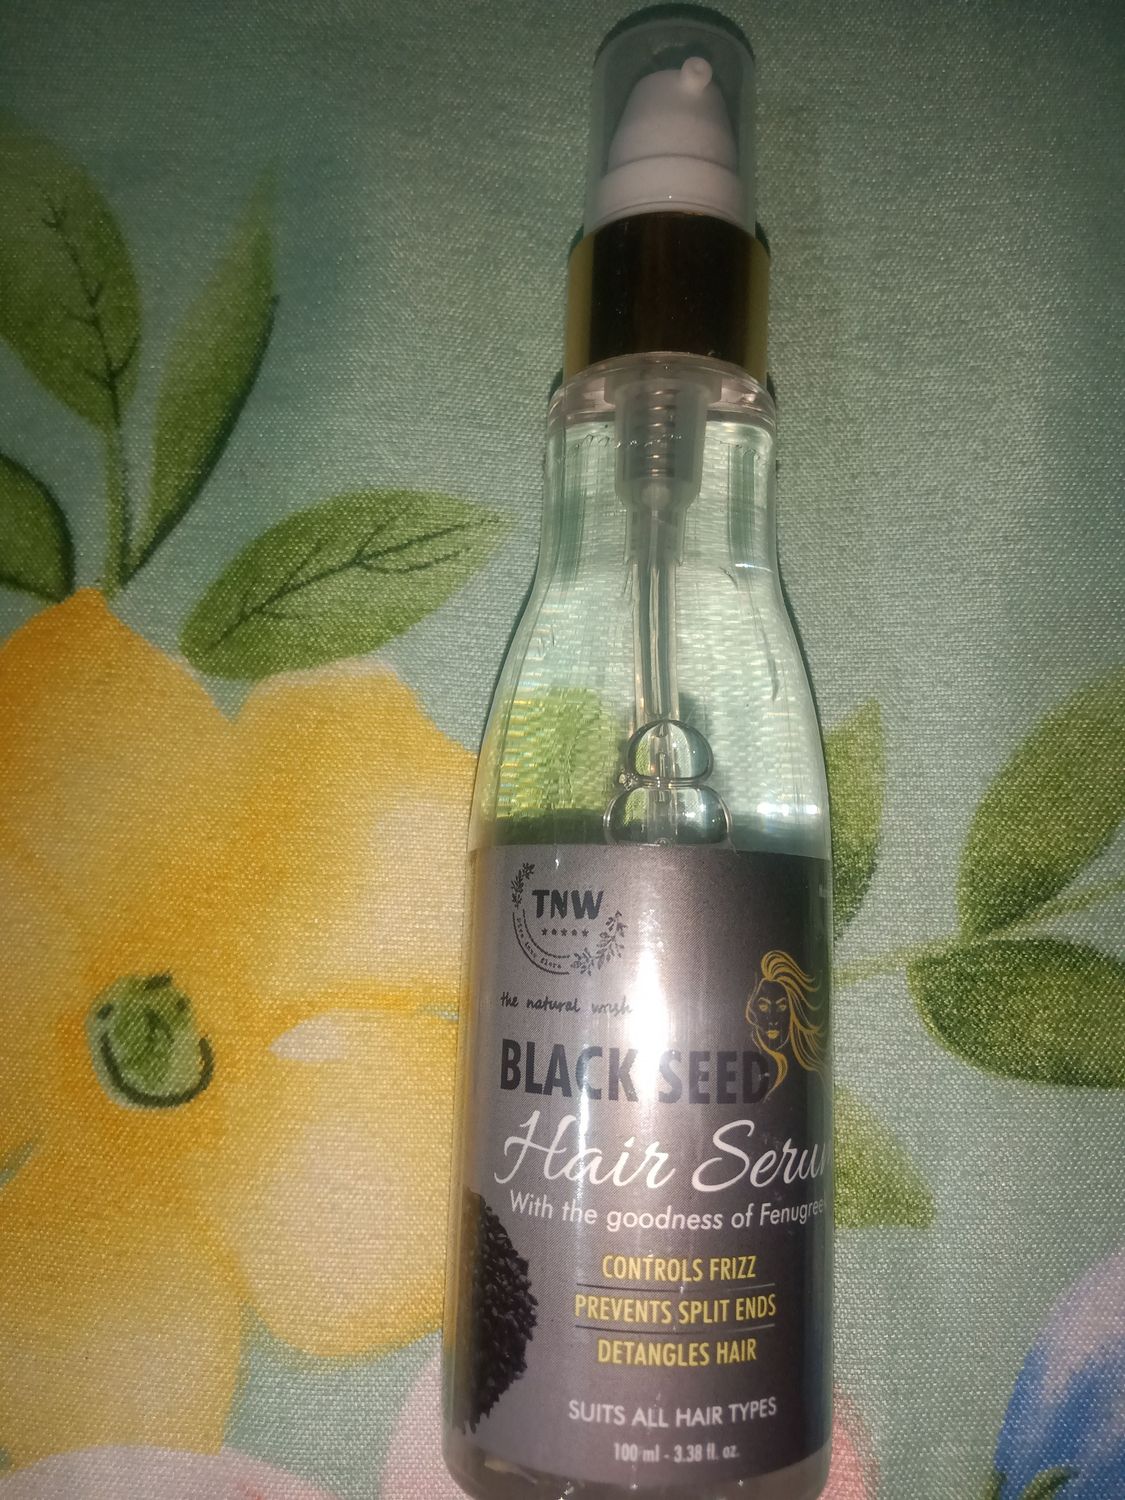 TNW
the natural wash
BLACK SEED
Hair Serum
With the goodness of Fenugreek
CONTROLS FRIZZ
PREVENTS SPLIT ENDS
DETANGLES HAIR
SUITS ALL HAIR TYPES
100 ml - 3.38 fl. oz.